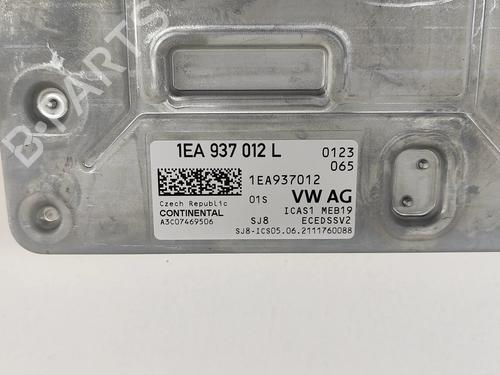 B-PARTS
1EA 937 012 L 0123
065
1EA937012
01S VW AG
Czech Republic ICAS1 MEB19
CONTINENTAL SJ8 ECEDSSV2
A3C07469506
SJ8-ICS05.06.2111760088